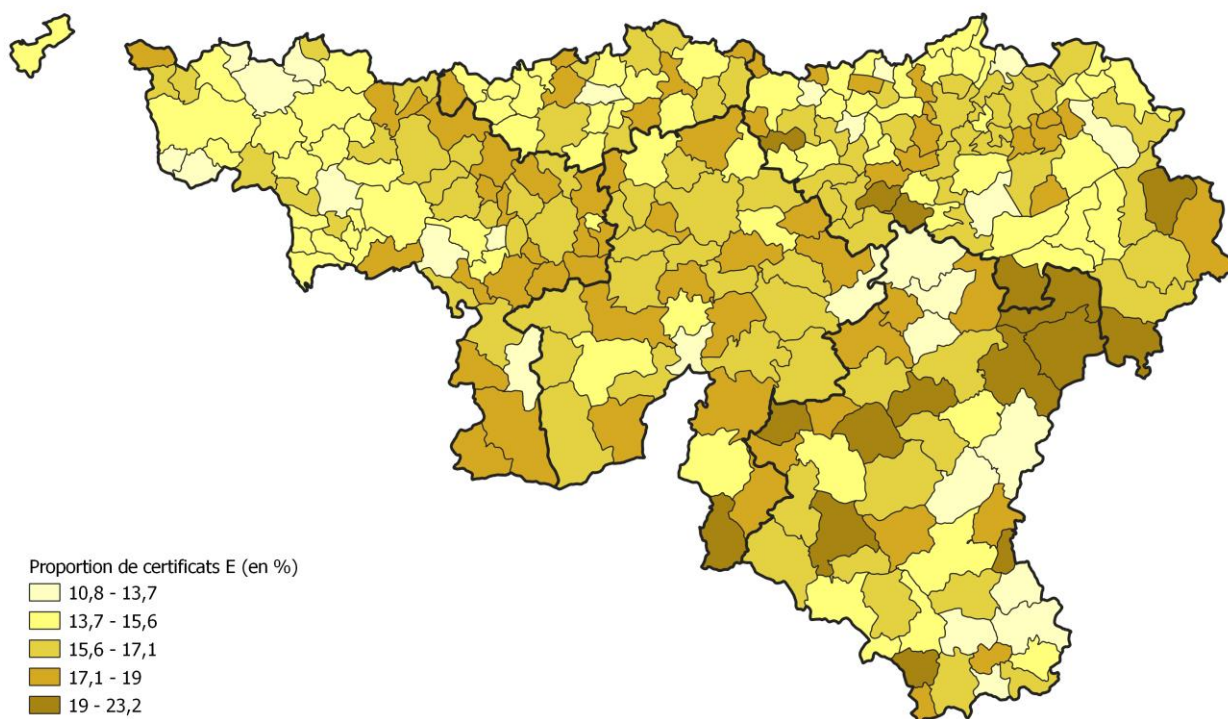 Proportion de certificats E (en %)
10,8 - 13,7
13,7 - 15,6
15,6 - 17,1
17,1 - 19
19 - 23,2